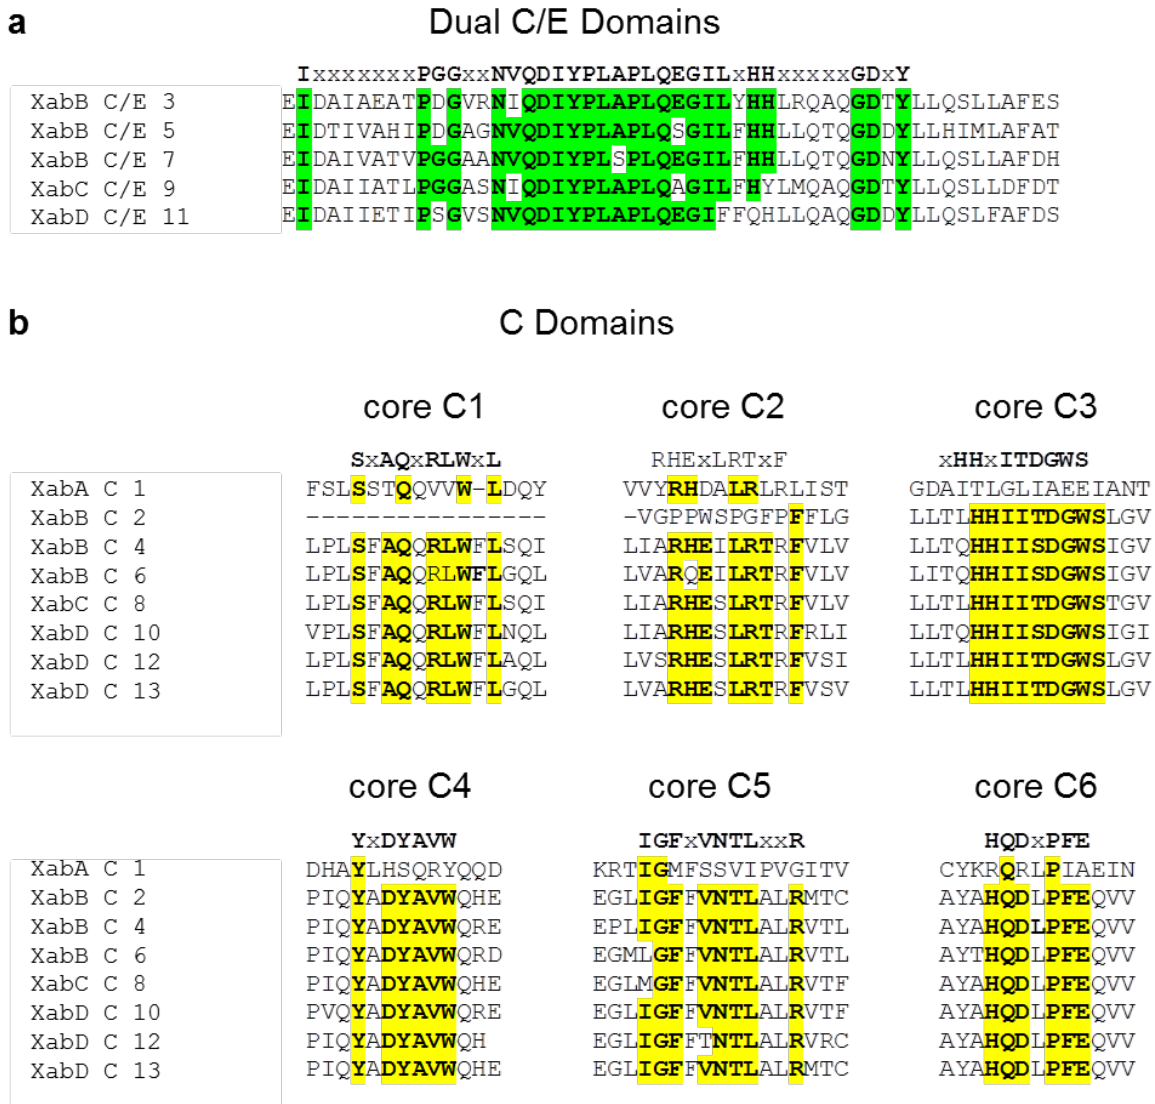 a
Dual C/E Domains
IxxxxxxxPGGxxNVQDIYPLAPLQEGILxHHxxxxxGDxY
XabB C/E 3 EIDAIAEATPDGVRNIQDIYPLAPLQEGILYHHLRQAQGDTYLLQSLLAFES
XabB C/E 5 EIDTIVAHIPDGAGNVQDIYPLAPLQSGILFHHLLQTQGDDYLLHIMLAFAT
XabB C/E 7 EIDAIVATVPGGAANVQDIYPLSPLQEGILFHHLLQTQGDNYLLQSLLAFDH
XabC C/E 9 EIDAIIATLPGGASNIQDIYPLAPLQAGILFHYLMQAQGDTYLLQSLLDFDT
XabD C/E 11 EIDAIIETIPSGVSNVQDIYPLAPLQEGIFFQHLLQAQGDDYLLQSLFAFDS
b
C Domains
core C1 core C2 core C3
SxAQxRLWxL RHExLRTxF xHHxITDGWS
XabA C 1 FSLSSTQQVVW-LDQY VVYRHDALRLRLIST GDAITLGLIAEEIANT
XabB C 2 ---------------- -VGPPWSPGFPFFLG LLTLHHIITDGWSLGV
XabB C 4 LPLSFAQQRLWFLSQI LIARHEILRTRFVLV LLTQHHIISDGWSIGV
XabB C 6 LPLSFAQQRLWFLGQL LVARQEILRTRFVLV LITQHHIISDGWSIGV
XabC C 8 LPLSFAQQRLWFLSQI LIARHESLRTRFVLV LLTLHHIISDGWSTGV
XabD C 10 VPLSFAQQRLWFLNQL LIARHESLRTRFRLI LLTQHHIISDGWSIGI
XabD C 12 LPLSFAQQRLWFLAQL LVSRHESLRTRFVSI LLTLHHIITDGWSLGV
XabD C 13 LPLSFAQQRLWFLGQL LVARHESLRTRFVSV LLTLHHIITDGWSLGV
core C4 core C5 core C6
YxDYAVW IGFxVNTLxxR HQDxPFE
XabA C 1 DHAYLHSQRYQQD KRTIGMFSSVIPVGITV CYKRQRLPIAEIN
XabB C 2 PIQYADYAVWQHE EGLIGFFVNTLALRMTC AYAHQDLPFEQVV
XabB C 4 PIQYADYAVWQRE EPLIGFFVNTLALRVTL AYAHQDLPFEQVV
XabB C 6 PIQYADYAVWQRD EGMLGFFVNTLALRVTL AYTHQDLPFEQVV
XabC C 8 PIQYADYAVWQHE EGLMGFFVNTLALRVTF AYAHQDLPFEQVV
XabD C 10 PVQYADYAVWQRE EGLIGFFVNTLALRVTF AYAHQDLPFEQVV
XabD C 12 PIQYADYAVWQH EGLIGFFTNTLALRVRC AYAHQDLPFEQVV
XabD C 13 PIQYADYAVWQHE EGLIGFFVNTLALRMTC AYAHQDLPFEQVV